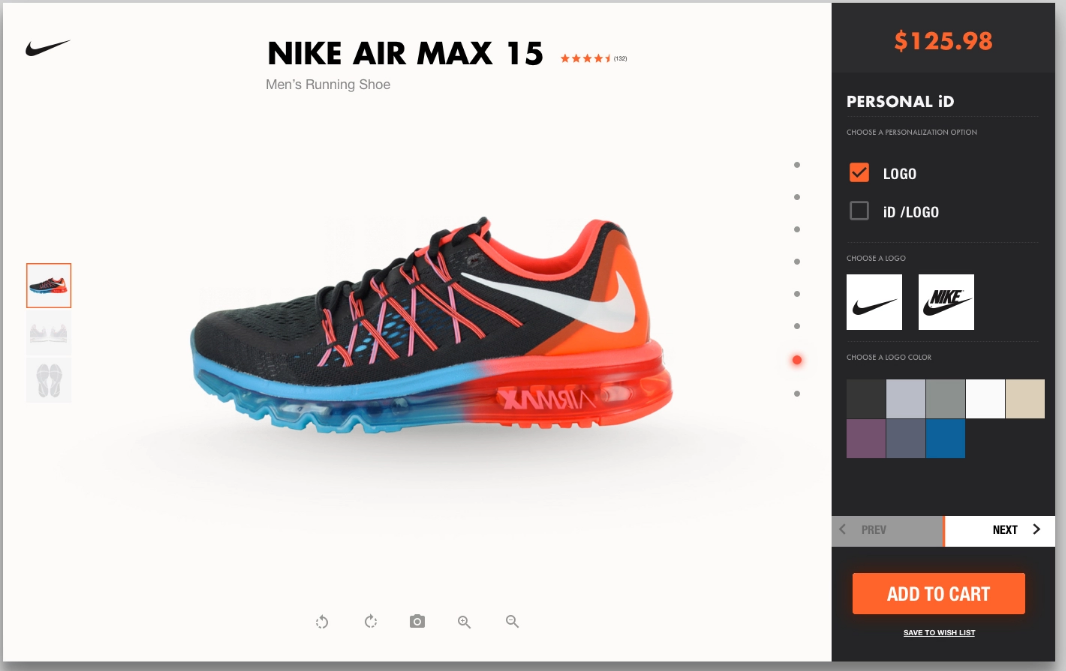 NIKE AIR MAX 15
(132)
Men's Running Shoe
AIRMAX
$125.98
PERSONAL iD
CHOOSE A PERSONALIZATION OPTION
LOGO
iD /LOGO
CHOOSE A LOGO
NIKE
CHOOSE A LOGO COLOR
PREV
NEXT
ADD TO CART
SAVE TO WISH LIST